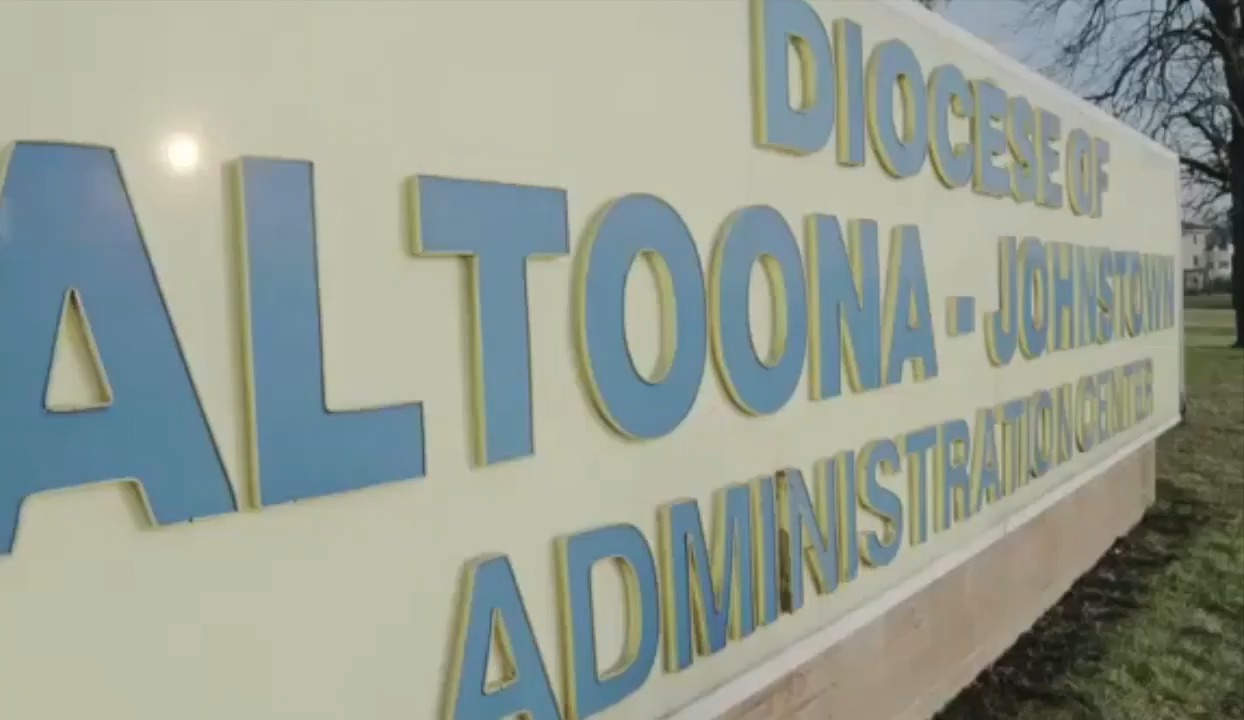 DIOCESE OF
ALTOONA - JOHNSTOWN
ADMINISTRATION CENTER